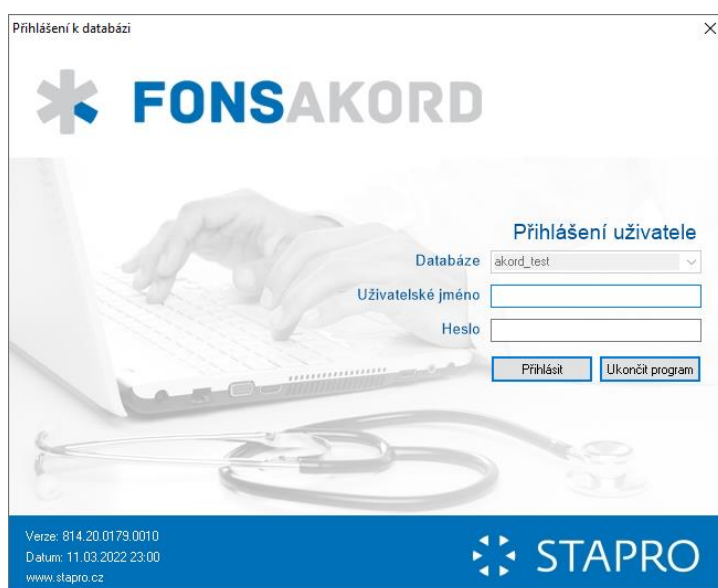 Přihlášení k databázi
FONSAKORD
Přihlášení uživatele
Databáze akord_test
Uživatelské jméno
Heslo
Přihlásit Ukončit program
Verze: 814.20.0179.0010
Datum: 11.03.2022 23:00
www.stapro.cz
STAPRO